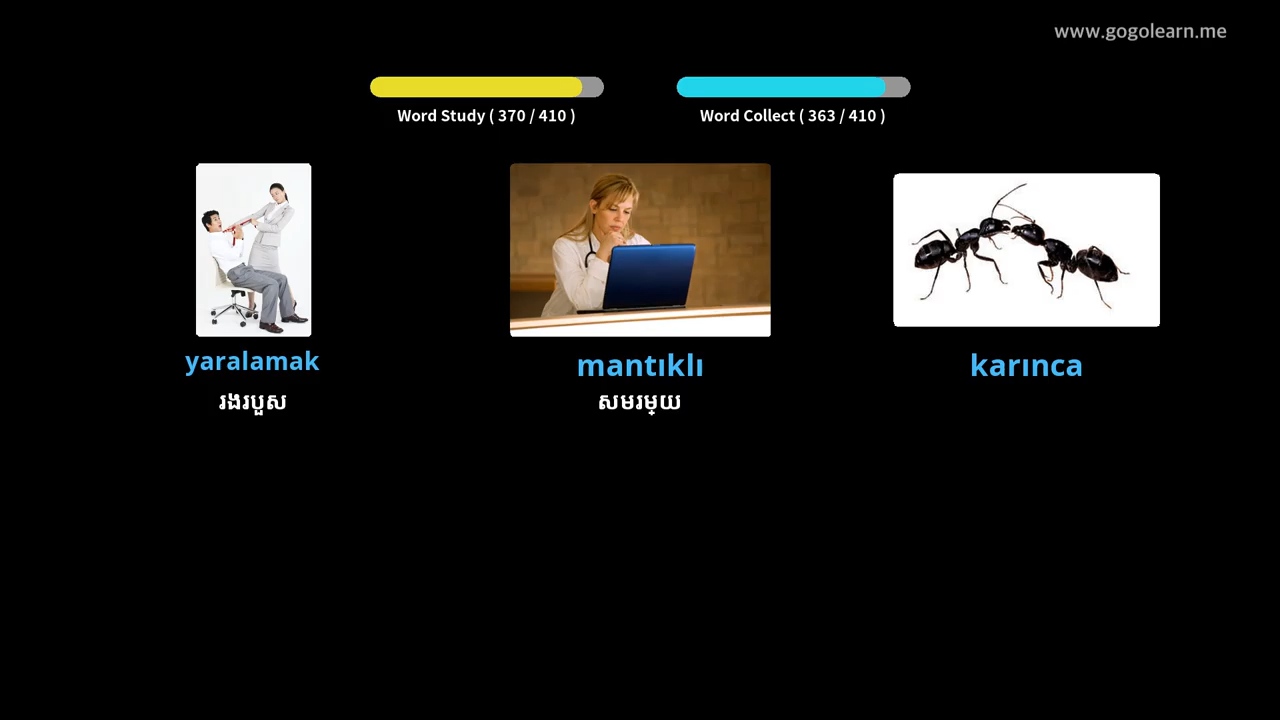 www.gogolearn.me
Word Study ( 370 / 410 )
Word Collect ( 363 / 410 )
yaralamak
mantıklı
karınca
រងរបួស
សមរម្យ